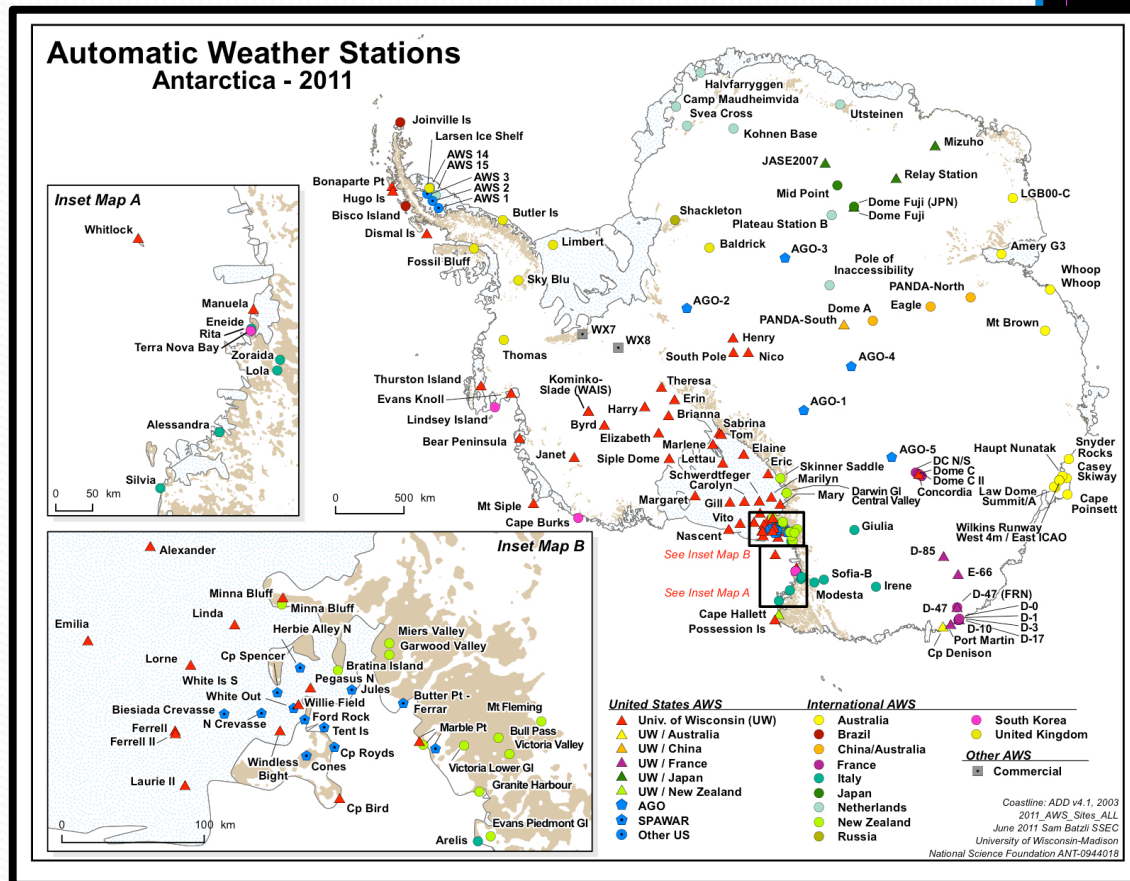 Automatic Weather Stations
Antarctica - 2011
Halvfarryggen
Camp Maudheimvida
Svea Cross
Kohnen Base
Utsteinen
Mizuho
JASE2007
Relay Station
Mid Point
LGB00-C
Dome Fuji (JPN)
Dome Fuji
Plateau Station B
Shackleton
Baldrick
AGO-3
Amery G3
Pole of
Inaccessibility
Whoop
Whoop
PANDA-North
Eagle
Dome A
PANDA-South
Mt Brown
AGO-2
AGO-4
AGO-1
AGO-5
Joinville Is
Larsen Ice Shelf
AWS 14
AWS 15
AWS 3
AWS 2
AWS 1
Bonaparte Pt
Hugo Is
Bisco Island
Dismal Is
Butler Is
Limbert
Fossil Bluff
Sky Blu
WX7
WX8
Thomas
Henry
South Pole
Nico
Thurston Island
Evans Knoll
Lindsey Island
Bear Peninsula
Kominko-
Slade (WAIS)
Byrd
Harry
Theresa
Erin
Brianna
Elizabeth
Sabrina
Tom
Marlene
Elaine
Janet
Siple Dome
Lettau
Eric
Schwerdtfeger
Carolyn
Skinner Saddle
Marilyn
Margaret
Gill
Mary
Darwin Gl
Central Valley
Mt Siple
Cape Burks
Vito
Nascent
See Inset Map B
See Inset Map A
Giulia
Sofia-B
Modesta
Irene
Cape Hallett
Possession Is
DC N/S
Dome C
Dome C II
Concordia
Haupt Nunatak
Snyder
Rocks
Casey
Skiway
Law Dome
Summit/A
Cape
Poinsett
Wilkins Runway
West 4m / East ICAO
D-85
E-66
D-47 (FRN)
D-47
D-0
D-1
D-3
D-10
D-17
Port Martin
Cp Denison
0 500 km
Inset Map A
Whitlock
Manuela
Eneide
Rita
Terra Nova Bay
Zoraida
Lola
Alessandra
Silvia
0 50 km
Inset Map B
Alexander
Minna Bluff
Minna Bluff
Linda
Herbie Alley N
Emilia
Miers Valley
Garwood Valley
Cp Spencer
Lorne
Bratina Island
White Is S
Pegasus N
Jules
White Out
Willie Field
Butter Pt -
Ferrar
Biesiada Crevasse
N Crevasse
Ford Rock
Mt Fleming
Ferrell
Ferrell II
Tent Is
Marble Pt
Bull Pass
Victoria Valley
Windless
Bight
Cp Royds
Cones
Victoria Lower Gl
Laurie II
Granite Harbour
Cp Bird
Evans Piedmont Gl
Arelis
0 100 km
United States AWS
Univ. of Wisconsin (UW)
UW / Australia
UW / China
UW / France
UW / Japan
UW / New Zealand
AGO
SPAWAR
Other US
International AWS
Australia
Brazil
China/Australia
France
Italy
Japan
Netherlands
New Zealand
Russia
South Korea
United Kingdom
Other AWS
Commercial
Coastline: ADD v4.1, 2003
2011_AWS_Sites_ALL
June 2011 Sam Batzli SSEC
University of Wisconsin-Madison
National Science Foundation ANT-0944018